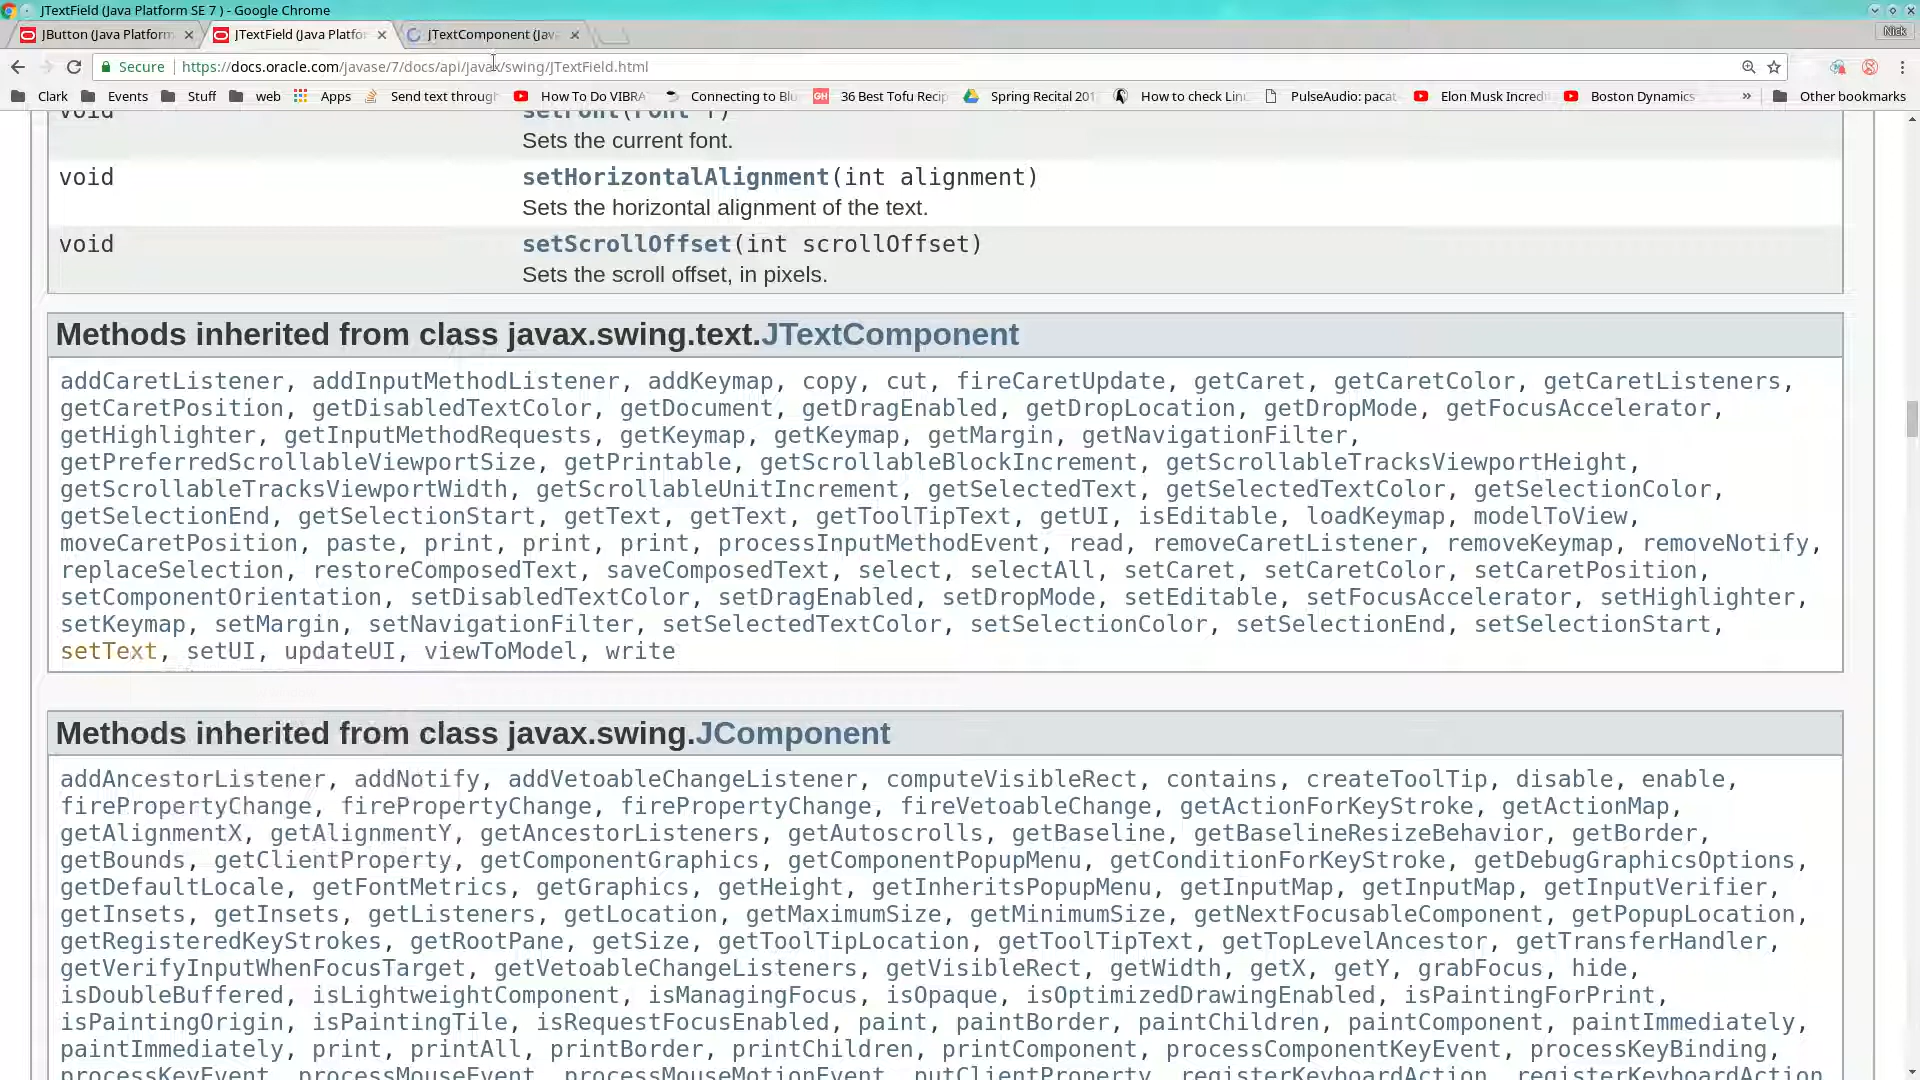 JTextField (Java Platform SE 7 ) - Google Chrome
JButton (Java Platform
JTextField (Java Platfor
JTextComponent (Jav
Nick
Secure
https://docs.oracle.com/javase/7/docs/api/javax/swing/JTextField.html
Clark
Events
Stuff
web
Apps
Send text throug
How To Do VIBRA
Connecting to Blu
GH
36 Best Tofu Recip
Spring Recital 201
How to check Linu
PulseAudio: pacat
Elon Musk Incredi
Boston Dynamics
»
Other bookmarks
void setFont(Font f)
Sets the current font.
void setHorizontalAlignment(int alignment)
Sets the horizontal alignment of the text.
void setScrollOffset(int scrollOffset)
Sets the scroll offset, in pixels.
Methods inherited from class javax.swing.text.JTextComponent
addCaretListener, addInputMethodListener, addKeymap, copy, cut, fireCaretUpdate, getCaret, getCaretColor, getCaretListeners,
getCaretPosition, getDisabledTextColor, getDocument, getDragEnabled, getDropLocation, getDropMode, getFocusAccelerator,
getHighlighter, getInputMethodRequests, getKeymap, getKeymap, getMargin, getNavigationFilter,
getPreferredScrollableViewportSize, getPrintable, getScrollableBlockIncrement, getScrollableTracksViewportHeight,
getScrollableTracksViewportWidth, getScrollableUnitIncrement, getSelectedText, getSelectedTextColor, getSelectionColor,
getSelectionEnd, getSelectionStart, getText, getText, getToolTipText, getUI, isEditable, loadKeymap, modelToView,
moveCaretPosition, paste, print, print, print, processInputMethodEvent, read, removeCaretListener, removeKeymap, removeNotify,
replaceSelection, restoreComposedText, saveComposedText, select, selectAll, setCaret, setCaretColor, setCaretPosition,
setComponentOrientation, setDisabledTextColor, setDragEnabled, setDropMode, setEditable, setFocusAccelerator, setHighlighter,
setKeymap, setMargin, setNavigationFilter, setSelectedTextColor, setSelectionColor, setSelectionEnd, setSelectionStart,
setText, setUI, updateUI, viewToModel, write
Methods inherited from class javax.swing.JComponent
addAncestorListener, addNotify, addVetoableChangeListener, computeVisibleRect, contains, createToolTip, disable, enable,
firePropertyChange, firePropertyChange, firePropertyChange, fireVetoableChange, getActionForKeyStroke, getActionMap,
getAlignmentX, getAlignmentY, getAncestorListeners, getAutoscrolls, getBaseline, getBaselineResizeBehavior, getBorder,
getBounds, getClientProperty, getComponentGraphics, getComponentPopupMenu, getConditionForKeyStroke, getDebugGraphicsOptions,
getDefaultLocale, getFontMetrics, getGraphics, getHeight, getInheritsPopupMenu, getInputMap, getInputMap, getInputVerifier,
getInsets, getInsets, getListeners, getLocation, getMaximumSize, getMinimumSize, getNextFocusableComponent, getPopupLocation,
getRegisteredKeyStrokes, getRootPane, getSize, getToolTipLocation, getToolTipText, getTopLevelAncestor, getTransferHandler,
getVerifyInputWhenFocusTarget, getVetoableChangeListeners, getVisibleRect, getWidth, getX, getY, grabFocus, hide,
isDoubleBuffered, isLightweightComponent, isManagingFocus, isOpaque, isOptimizedDrawingEnabled, isPaintingForPrint,
isPaintingOrigin, isPaintingTile, isRequestFocusEnabled, paint, paintBorder, paintChildren, paintComponent, paintImmediately,
paintImmediately, print, printAll, printBorder, printChildren, printComponent, processComponentKeyEvent, processKeyBinding,
processKeyEvent, processMouseEvent, processMouseMotionEvent, putClientProperty, registerKeyboardAction, registerKeyboardAction